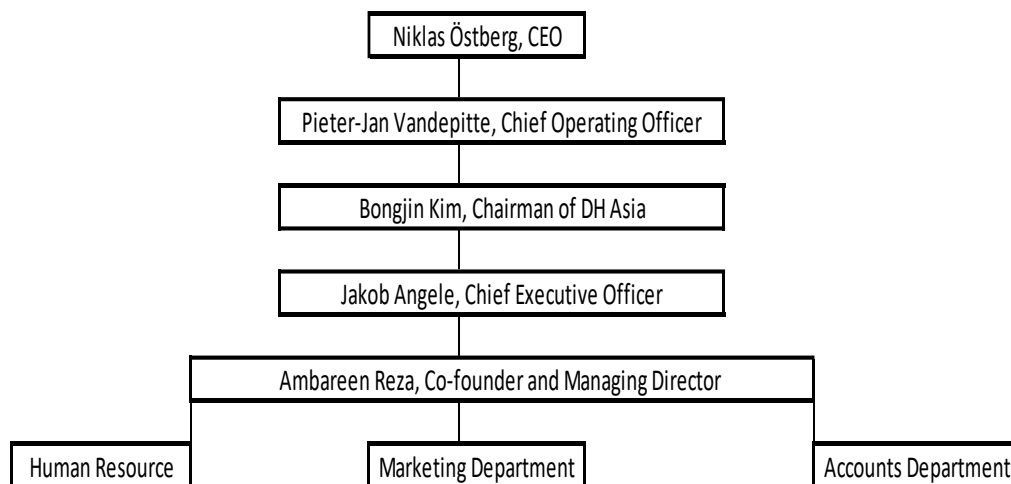 Niklas Östberg, CEO
Pieter-Jan Vandepitte, Chief Operating Officer
Bongjin Kim, Chairman of DH Asia
Jakob Angele, Chief Executive Officer
Ambareen Reza, Co-founder and Managing Director
Human Resource
Marketing Department
Accounts Department